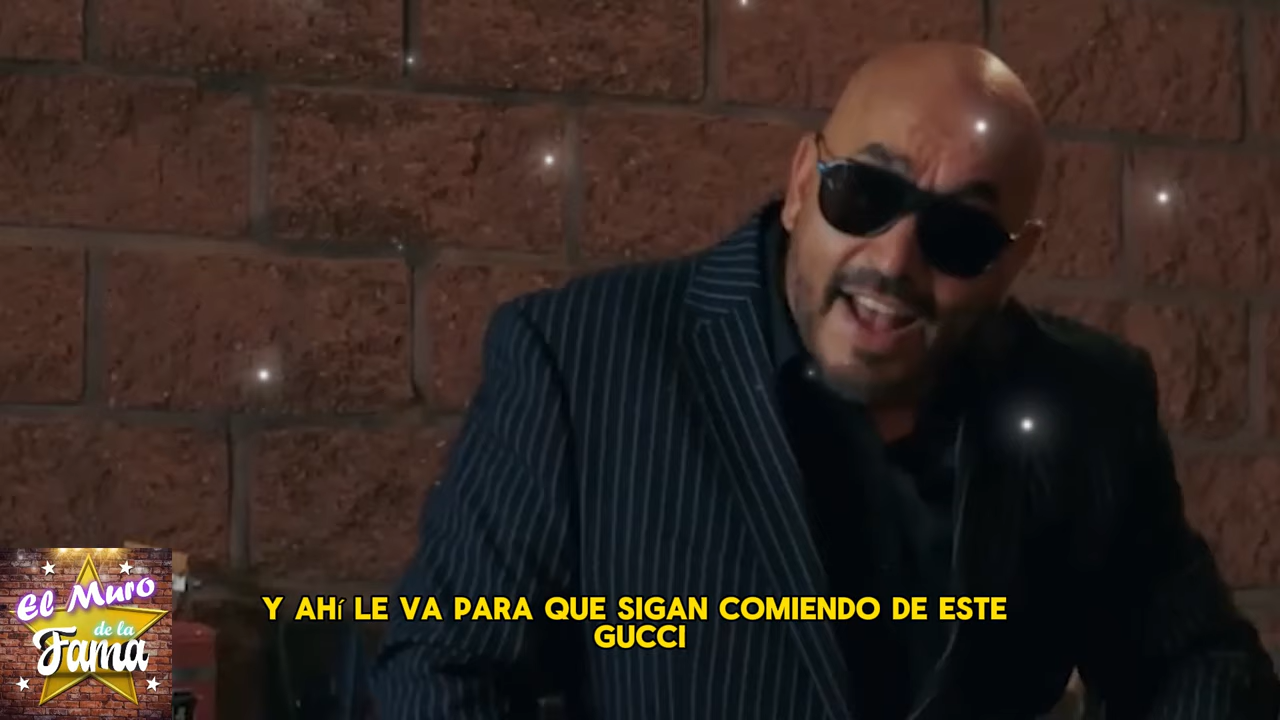 El Muro
de la
Fama
Y AHí LE VA PARA QUE SIGAN COMIENDO DE ESTE
GUCCI